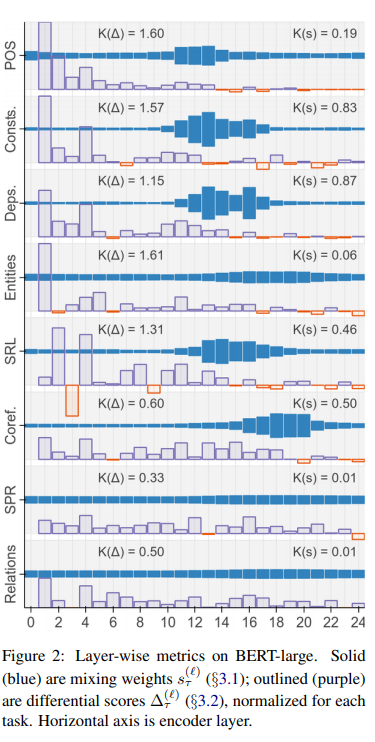 POS K(Δ) = 1.60 K(s) = 0.19
Consts. K(Δ) = 1.57 K(s) = 0.83
Deps. K(Δ) = 1.15 K(s) = 0.87
Entities K(Δ) = 1.61 K(s) = 0.06
SRL K(Δ) = 1.31 K(s) = 0.46
Coref. K(Δ) = 0.60 K(s) = 0.50
SPR K(Δ) = 0.33 K(s) = 0.01
Relations K(Δ) = 0.50 K(s) = 0.01
0 2 4 6 8 10 12 14 16 18 20 22 24
Figure 2: Layer-wise metrics on BERT-large. Solid
(blue) are mixing weights s_τ^(ℓ) (§3.1); outlined (purple)
are differential scores Δ_τ^(ℓ) (§3.2), normalized for each
task. Horizontal axis is encoder layer.